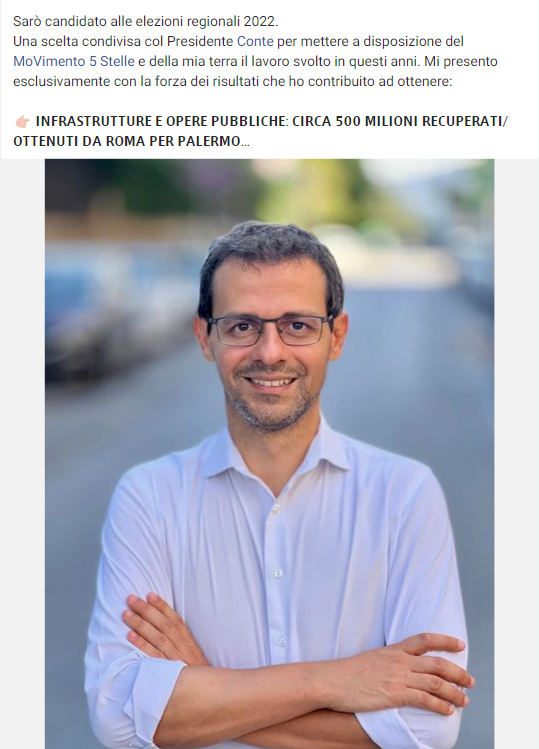 Sarò candidato alle elezioni regionali 2022.
Una scelta condivisa col Presidente Conte per mettere a disposizione del
MoVimento 5 Stelle e della mia terra il lavoro svolto in questi anni. Mi presento
esclusivamente con la forza dei risultati che ho contribuito ad ottenere:
👉🏻 INFRASTRUTTURE E OPERE PUBBLICHE: CIRCA 500 MILIONI RECUPERATI/
OTTENUTI DA ROMA PER PALERMO...